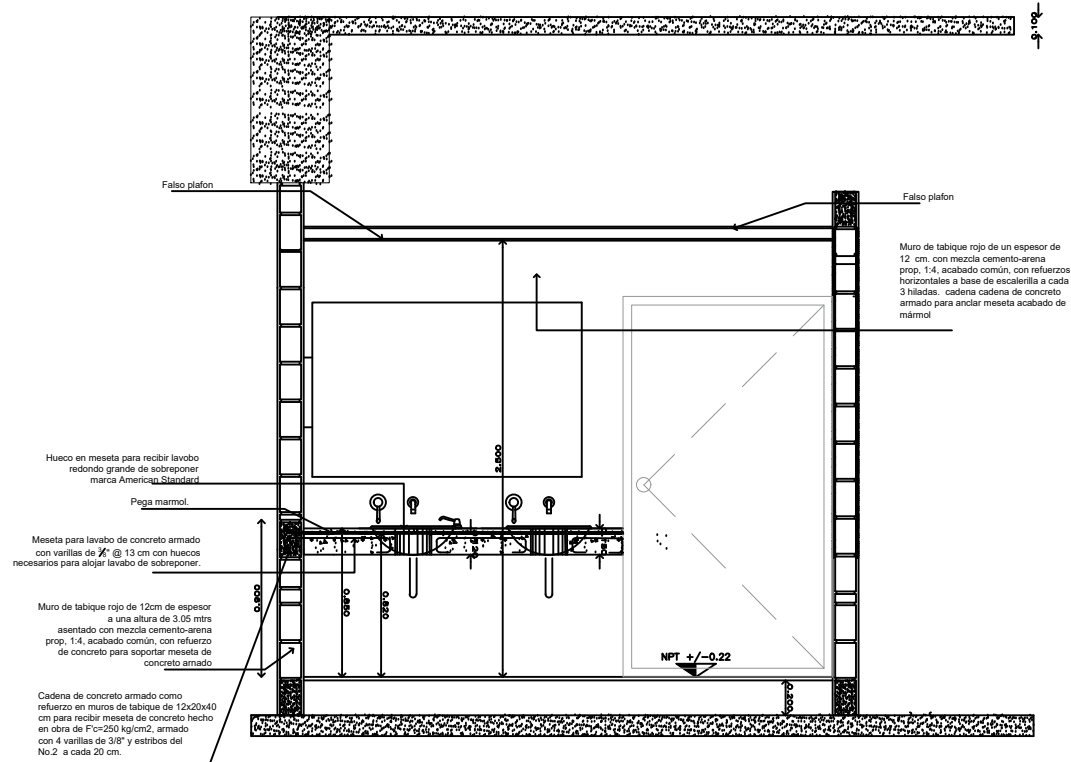 0.100
Falso plafon
Falso plafon
Muro de tabique rojo de un espesor de
12 cm. con mezcla cemento-arena
prop, 1:4, acabado común, con refuerzos
horizontales a base de escalerilla a cada
3 hiladas. cadena cadena de concreto
armado para anclar meseta acabado de
mármol
2.500
Hueco en meseta para recibir lavobo
redondo grande de sobreponer
marca American Standard
Pega marmol.
Meseta para lavabo de concreto armado
con varillas de ⅜" @ 13 cm con huecos
necesarios para alojar lavabo de sobreponer.
0.900
0.850
0.820
Muro de tabique rojo de 12cm de espesor
a una altura de 3.05 mtrs
asentado con mezcla cemento-arena
prop, 1:4, acabado común, con refuerzo
de concreto para soportar meseta de
concreto arnado
NPT +/-0.22
0.200
Cadena de concreto armado como
refuerzo en muros de tabique de 12x20x40
cm para recibir meseta de concreto hecho
en obra de F'c=250 kg/cm2, armado
con 4 varillas de 3/8" y estribos del
No.2 a cada 20 cm.